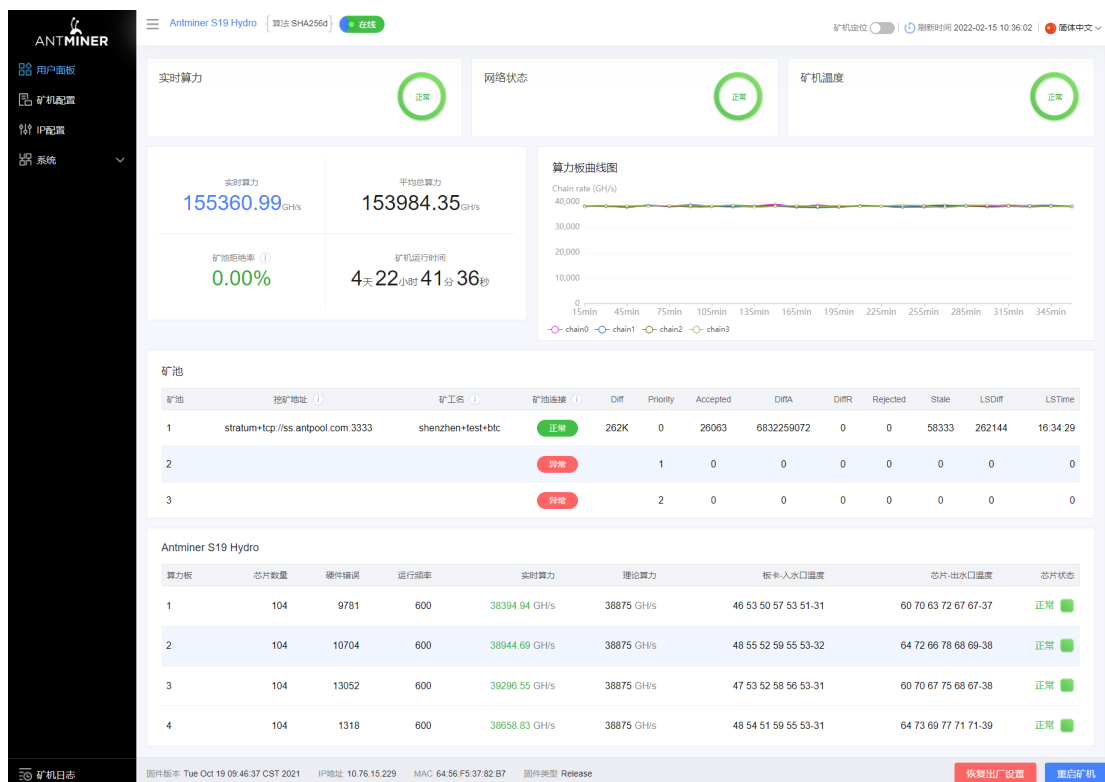 ANTMINER
Antminer S19 Hydro {算法 SHA256d} 在线
矿机定位 刷新时间 2022-02-15 10:36:02 简体中文
用户面板
矿机配置
IP配置
系统
矿机日志
实时算力 正常
网络状态 正常
矿机温度 正常
实时算力
155360.99GH/s
平均总算力
153984.35GH/s
矿池拒绝率
0.00%
矿机运行时间
4天22小时41分36秒
算力板曲线图
Chain rate (GH/s)
40,000
30,000
20,000
10,000
0
15min 45min 75min 105min 135min 165min 195min 225min 255min 285min 315min 345min
chain0 chain1 chain2 chain3
矿池
矿池 挖矿地址 矿工名 矿池连接 Diff Priority Accepted DiffA DiffR Rejected Stale LSDiff LSTime
1 stratum+tcp://ss.antpool.com:3333 shenzhen+test+btc 正常 262K 0 26063 6832259072 0 0 58333 262144 16:34:29
2 异常 1 0 0 0 0 0 0 0
3 异常 2 0 0 0 0 0 0 0
Antminer S19 Hydro
算力板 芯片数量 硬件错误 运行频率 实时算力 理论算力 板卡-入水口温度 芯片-出水口温度 芯片状态
1 104 9781 600 38394.94 GH/s 38875 GH/s 46 53 50 57 53 51-31 60 70 63 72 67 67-37 正常
2 104 10704 600 38944.69 GH/s 38875 GH/s 48 55 52 59 55 53-32 64 72 66 78 68 69-38 正常
3 104 13052 600 39296.55 GH/s 38875 GH/s 47 53 52 58 56 53-31 60 70 67 75 68 67-38 正常
4 104 1318 600 38658.83 GH/s 38875 GH/s 48 54 51 59 55 53-31 64 73 69 77 71 71-39 正常
固件版本 Tue Oct 19 09:46:37 CST 2021 IP地址 10.76.15.229 MAC 64:56:F5:37:82:B7 固件类型 Release
恢复出厂设置 重启矿机